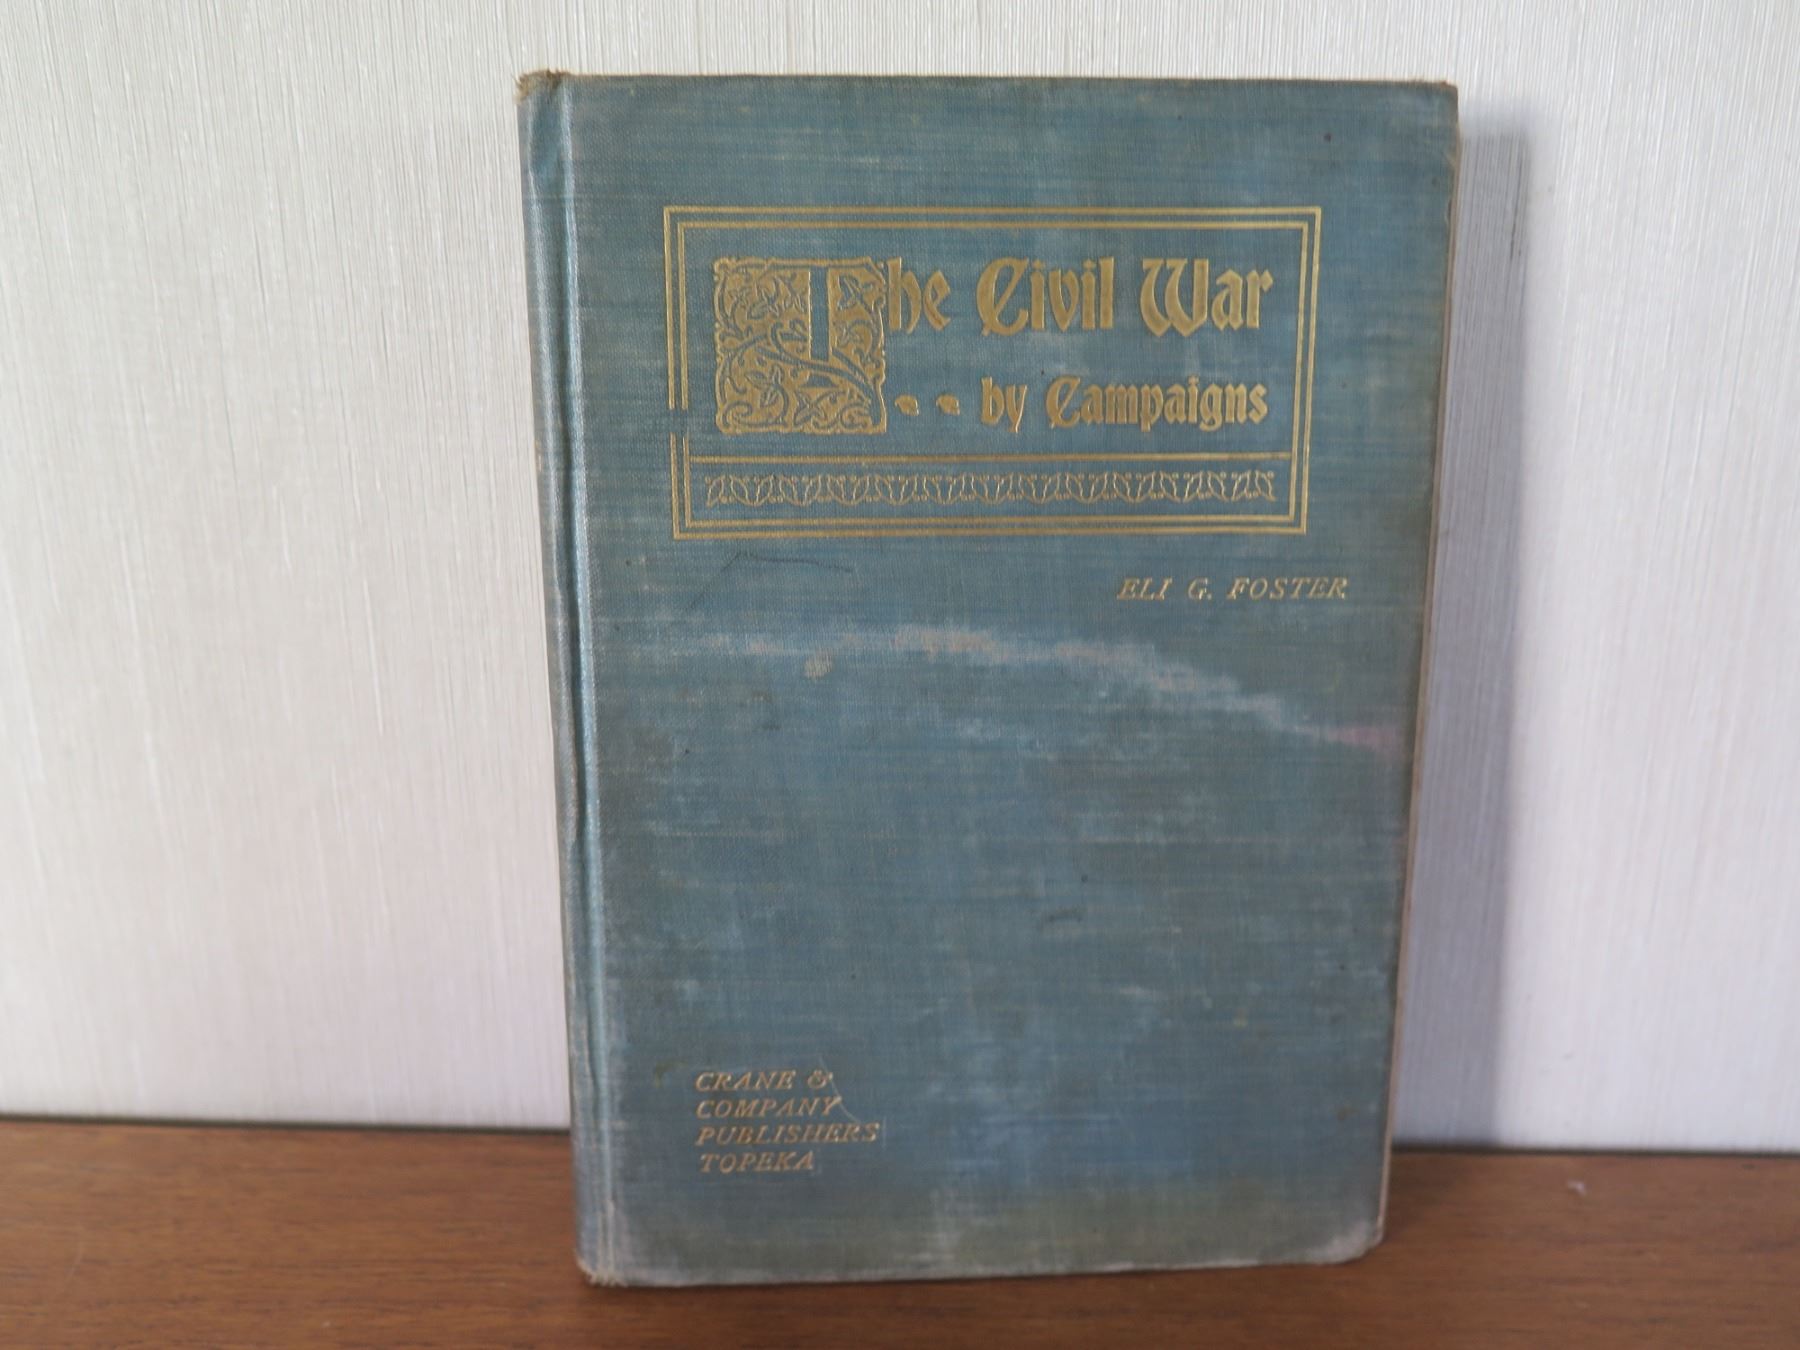 The Civil War
by Campaigns
ELI G. FOSTER
CRANE &
COMPANY
PUBLISHERS
TOPEKA